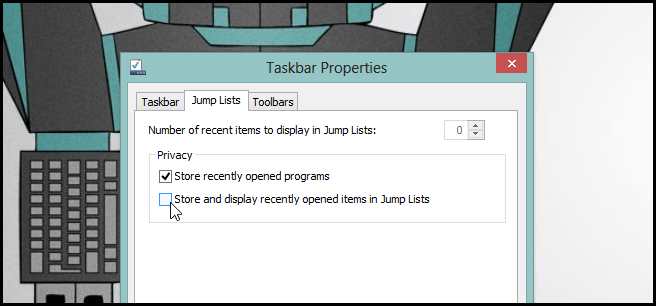 Taskbar Properties
Taskbar Jump Lists Toolbars
Number of recent items to display in Jump Lists: 0
Privacy
Store recently opened programs
Store and display recently opened items in Jump Lists